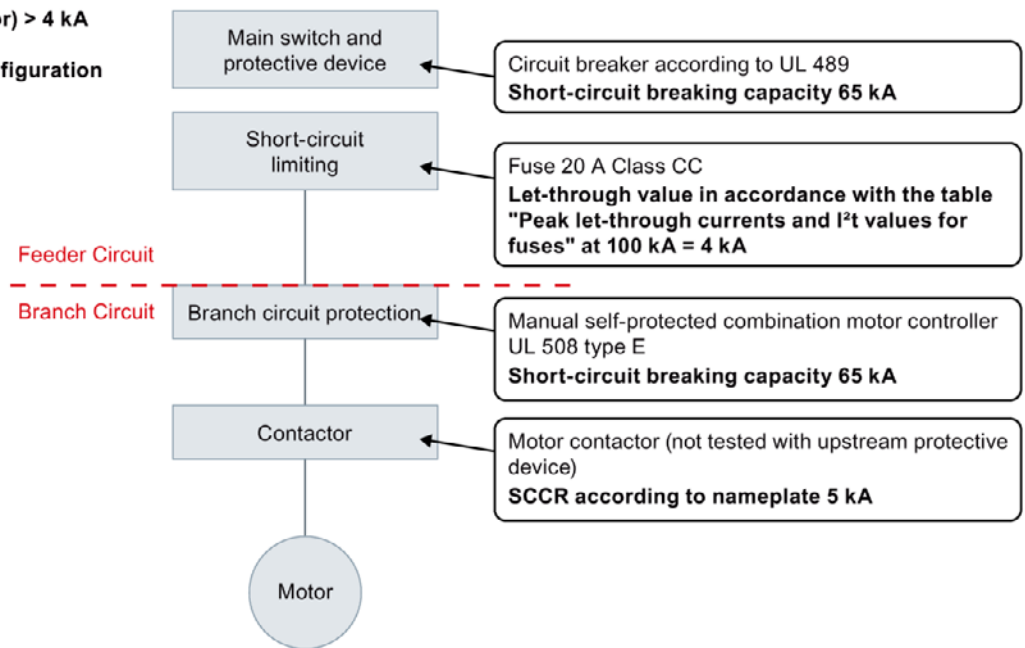 or) > 4 kA
figuration
Main switch and
protective device
Circuit breaker according to UL 489
Short-circuit breaking capacity 65 kA
Short-circuit
limiting
Fuse 20 A Class CC
Let-through value in accordance with the table
"Peak let-through currents and I²t values for
fuses" at 100 kA = 4 kA
Feeder Circuit
Branch Circuit
Branch circuit protection
Manual self-protected combination motor controller
UL 508 type E
Short-circuit breaking capacity 65 kA
Contactor
Motor contactor (not tested with upstream protective
device)
SCCR according to nameplate 5 kA
Motor